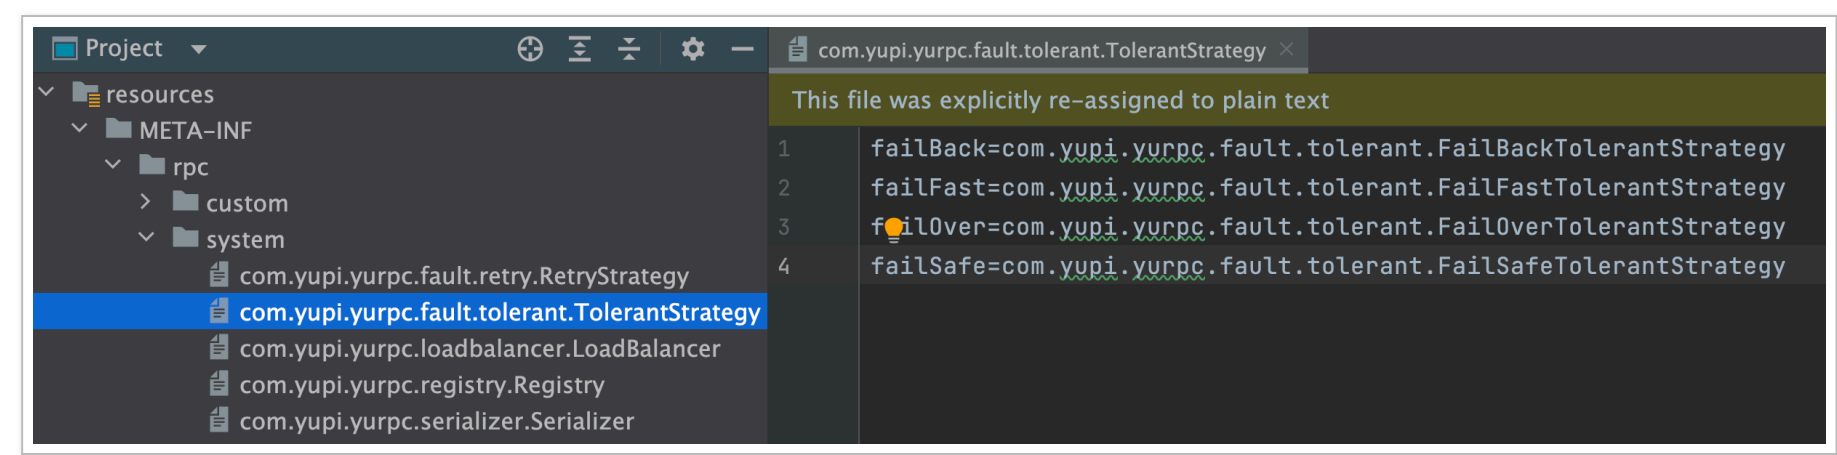 Project
resources
META-INF
rpc
custom
system
com.yupi.yurpc.fault.retry.RetryStrategy
com.yupi.yurpc.fault.tolerant.TolerantStrategy
com.yupi.yurpc.loadbalancer.LoadBalancer
com.yupi.yurpc.registry.Registry
com.yupi.yurpc.serializer.Serializer
com.yupi.yurpc.fault.tolerant.TolerantStrategy
This file was explicitly re-assigned to plain text
1 failBack=com.yupi.yurpc.fault.tolerant.FailBackTolerantStrategy
2 failFast=com.yupi.yurpc.fault.tolerant.FailFastTolerantStrategy
3 failOver=com.yupi.yurpc.fault.tolerant.FailOverTolerantStrategy
4 failSafe=com.yupi.yurpc.fault.tolerant.FailSafeTolerantStrategy